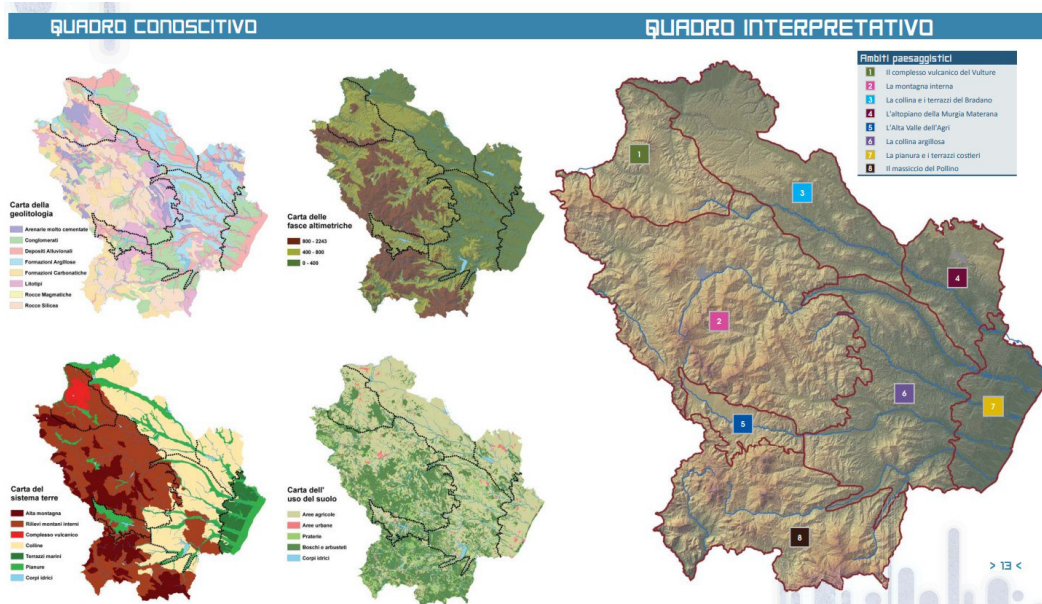 QUADRO CONOSCITIVO
QUADRO INTERPRETATIVO
Carta della
geolitologia
Arenarie molto cementate
Conglomerati
Depositi Alluvionali
Formazioni Argillose
Formazioni Carbonatiche
Litotipi
Rocce Magmatiche
Rocce Silicee
Carta delle
fasce altimetriche
800 - 2243
400 - 800
0 - 400
Carta del
sistema terre
Alta montagna
Rilievi montani interni
Complesso vulcanico
Colline
Terrazzi marini
Pianure
Corpi idrici
Carta dell'
uso del suolo
Aree agricole
Aree urbane
Praterie
Boschi e arbusteti
Corpi idrici
Ambiti paesaggistici
1 Il complesso vulcanico del Vulture
2 La montagna interna
3 La collina e i terrazzi del Bradano
4 L'altopiano della Murgia Materana
5 L'Alta Valle dell'Agri
6 La collina argillosa
7 La pianura e i terrazzi costieri
8 Il massiccio del Pollino
1
3
4
2
6
7
5
8
> 13 <